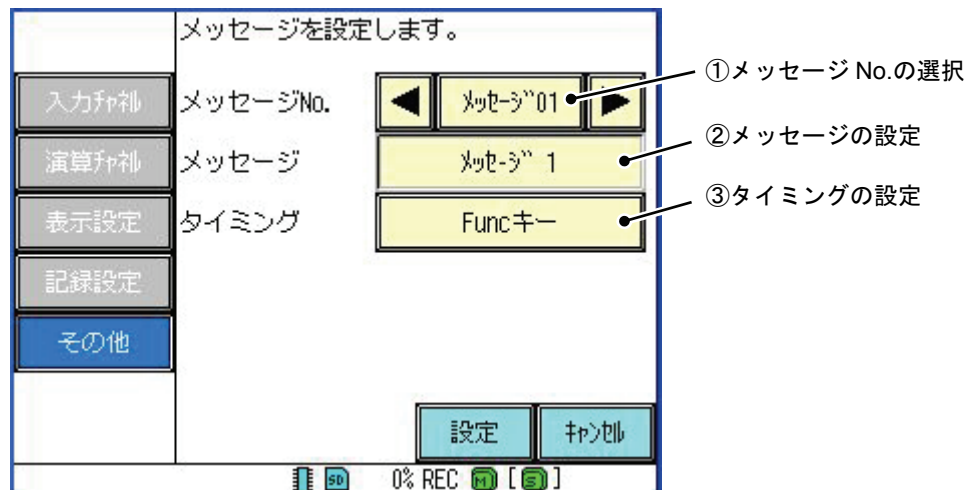 メッセージを設定します。
入力ﾁｬﾈﾙ
メッセージNo.
ﾒｯｾｰｼﾞ01
①メッセージ No.の選択
演算ﾁｬﾈﾙ
メッセージ
ﾒｯｾｰｼﾞ 1
②メッセージの設定
表示設定
タイミング
Funcキー
③タイミングの設定
記録設定
その他
設定
ｷｬﾝｾﾙ
SD
0% REC M [ S ]